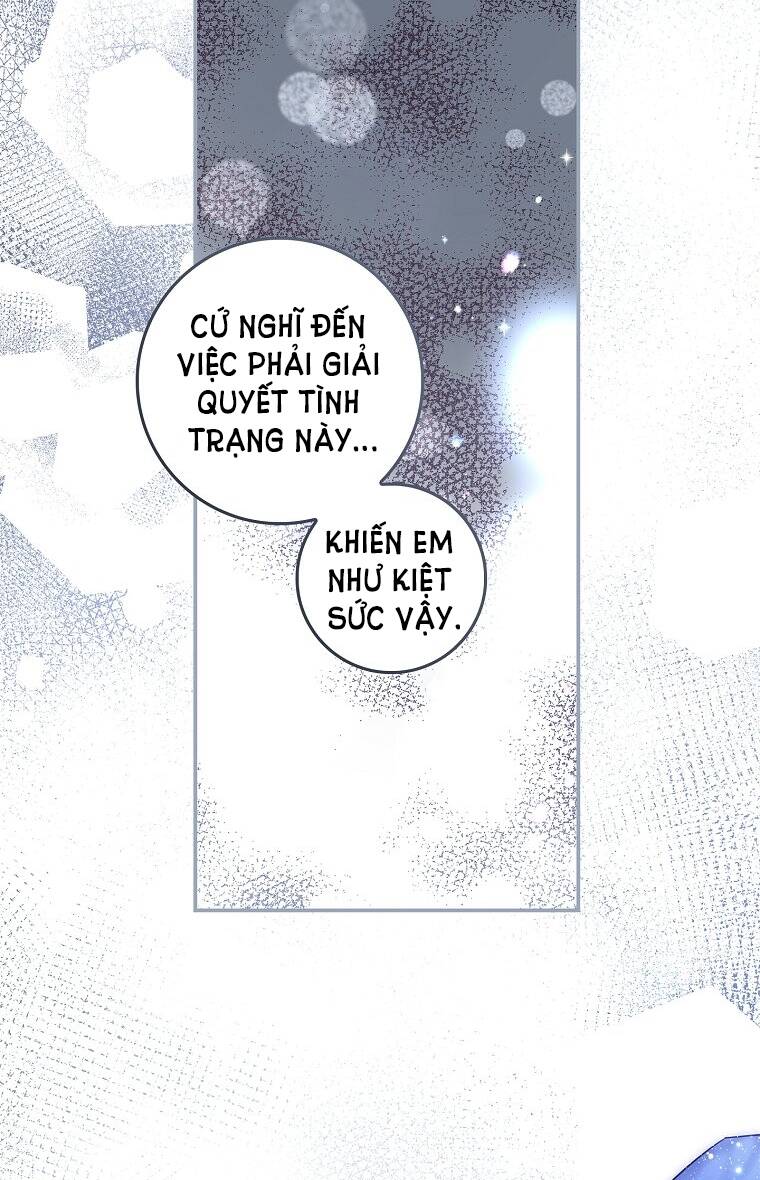 CỨ NGHĨ ĐẾN
VIỆC PHẢI GIẢI
QUYẾT TÌNH
TRẠNG NÀY...
KHIẾN EM
NHƯ KIỆT
SỨC VẬY.